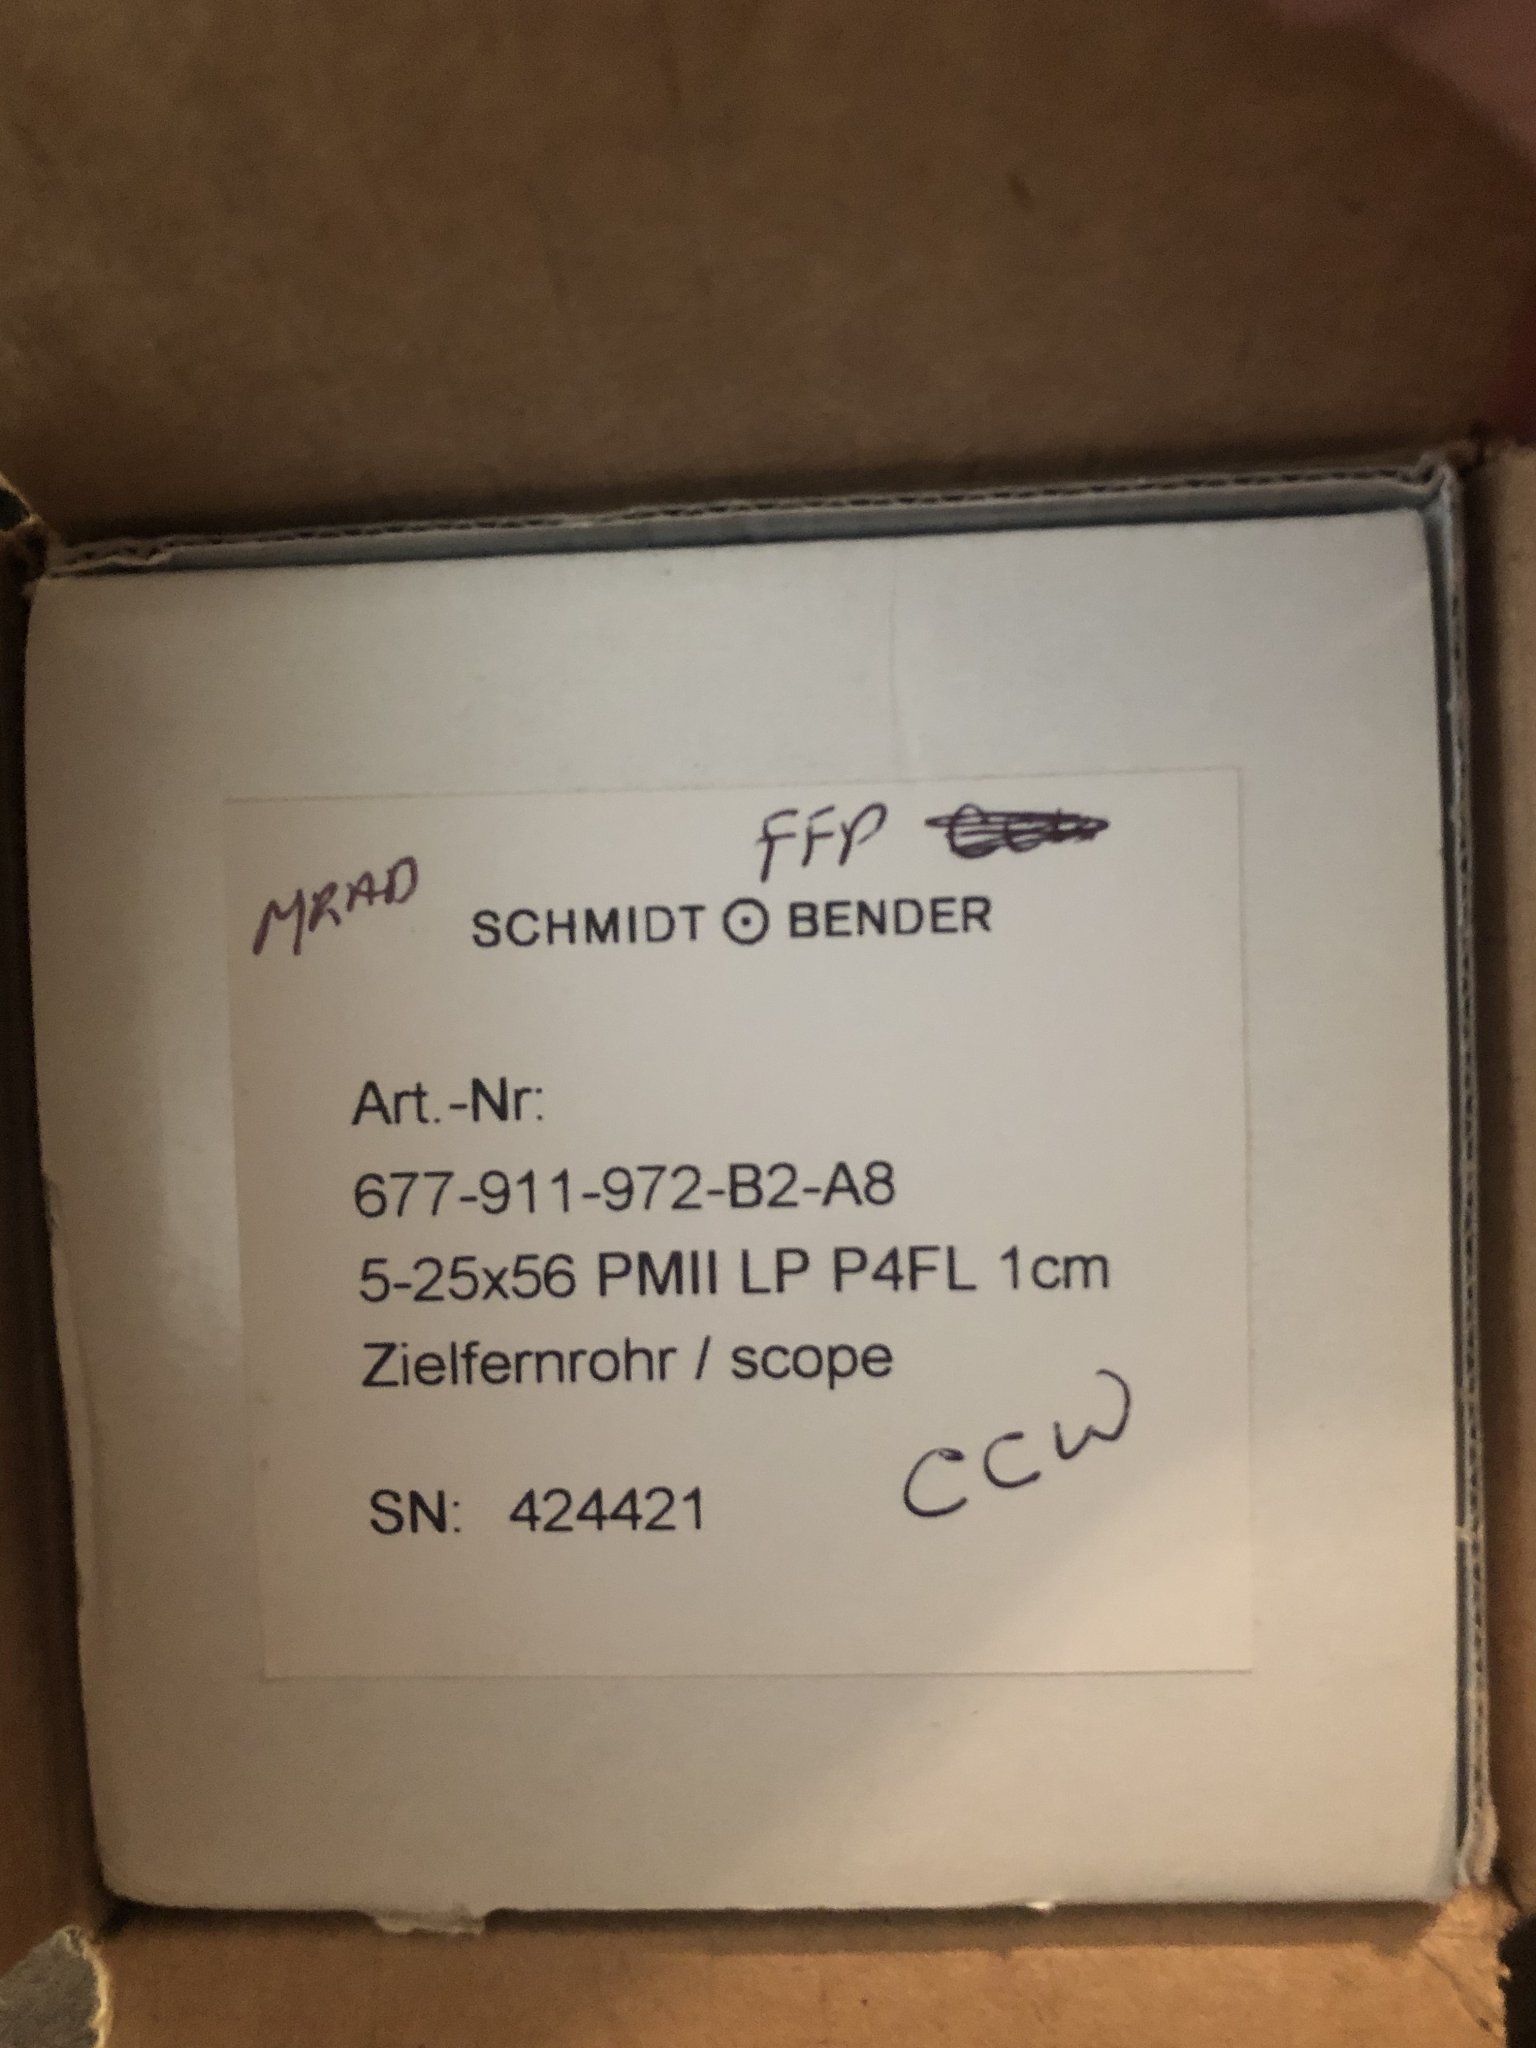 FFP
MRAD
SCHMIDT BENDER
Art.-Nr:
677-911-972-B2-A8
5-25x56 PMII LP P4FL 1cm
Zielfernrohr / scope
CCW
SN: 424421